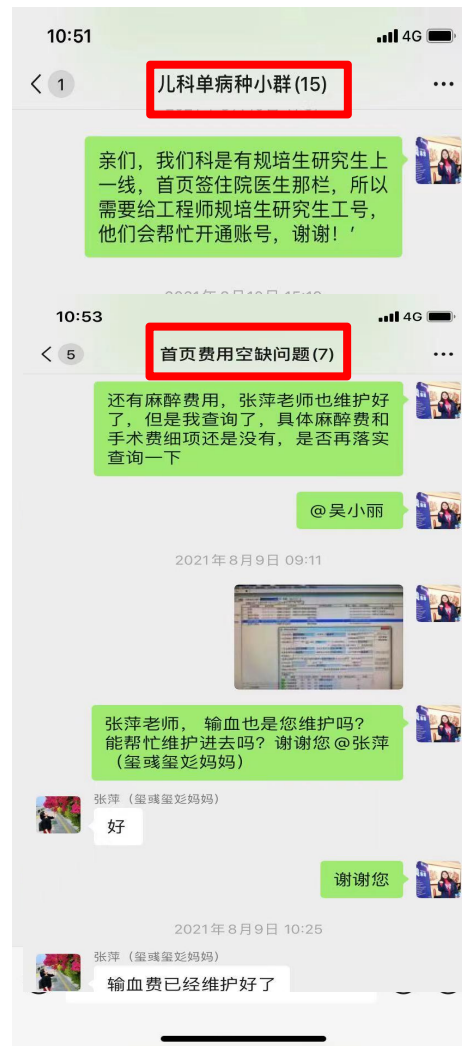 10:51
4G
1
儿科单病种小群(15)
亲们，我们科是有规培生研究生上
一线，首页签住院医生那栏，所以
需要给工程师规培生研究生工号，
他们会帮忙开通账号，谢谢！′
10:53
4G
5
首页费用空缺问题(7)
还有麻醉费用，张萍老师也维护好
了，但是我查询了，具体麻醉费和
手术费细项还是没有，是否再落实
查询一下
@吴小丽
2021年8月9日 09:11
张萍老师， 输血也是您维护吗？
能帮忙维护进去吗？谢谢您@张萍
（玺彧玺彣妈妈）
张萍（玺彧玺彣妈妈）
好
谢谢您
2021年8月9日 10:25
张萍（玺彧玺彣妈妈）
输血费已经维护好了